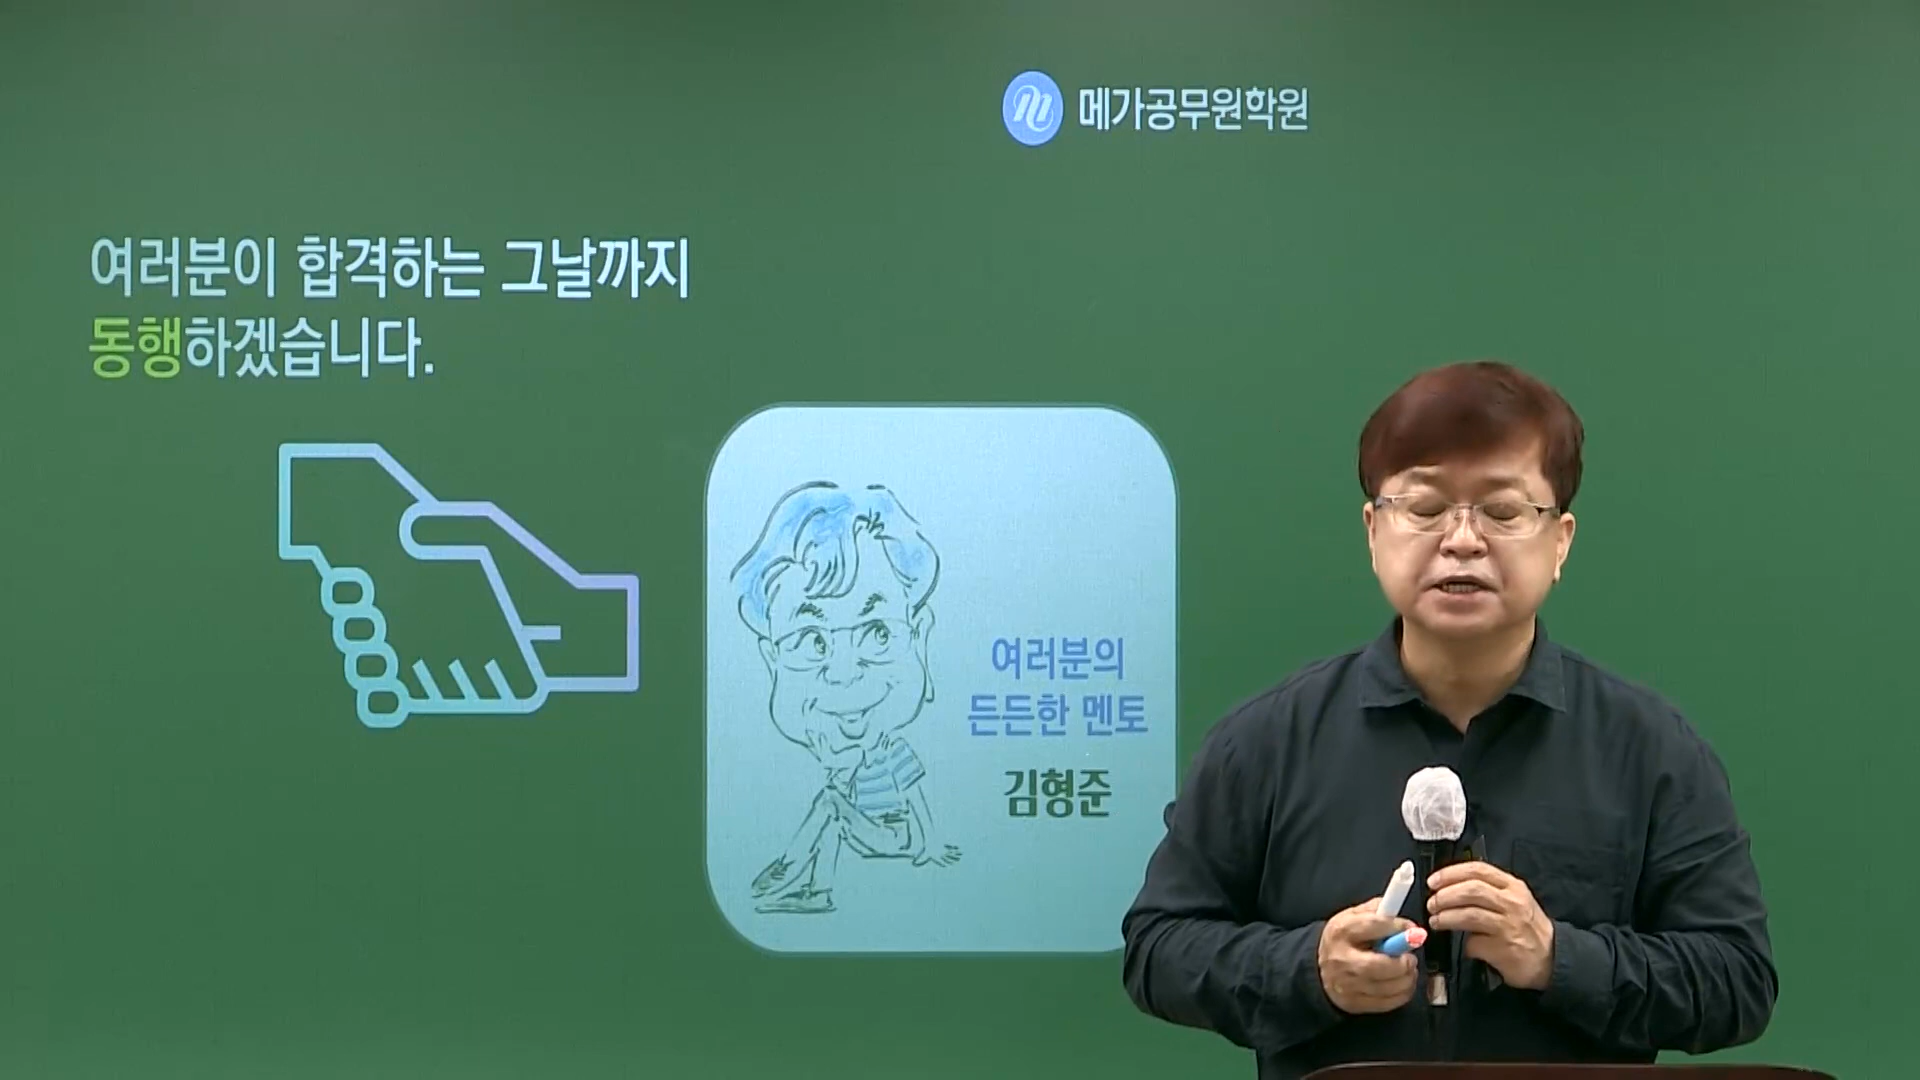 메가공무원학원
여러분이 합격하는 그날까지
동행하겠습니다.
여러분의
든든한 멘토
김형준